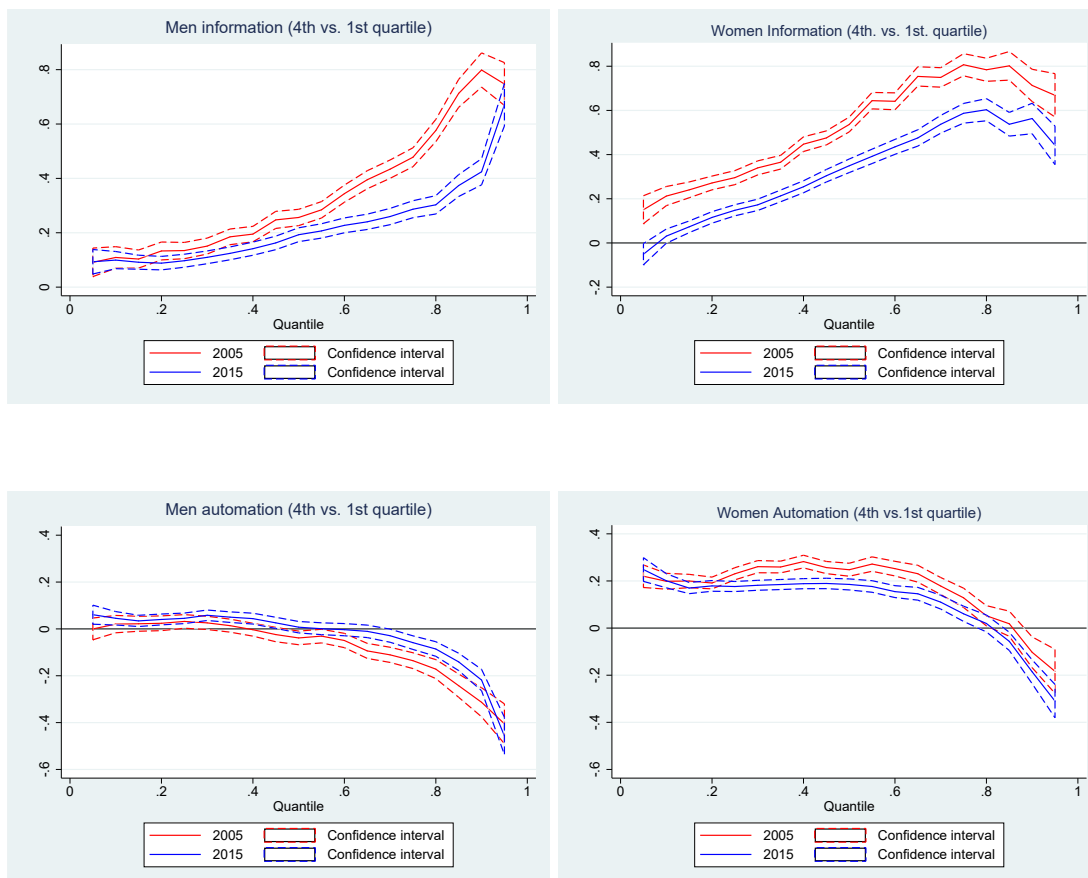 Men information (4th vs. 1st quartile)
.8
.6
.4
.2
0
0 .2 .4 .6 .8 1
Quantile
2005 Confidence interval
2015 Confidence interval
Women Information (4th. vs. 1st. quartile)
.8
.6
.4
.2
0
-.2
0 .2 .4 .6 .8 1
Quantile
2005 Confidence interval
2015 Confidence interval
Men automation (4th vs. 1st quartile)
.4
.2
0
-.2
-.4
-.6
0 .2 .4 .6 .8 1
Quantile
2005 Confidence interval
2015 Confidence interval
Women Automation (4th vs.1st quartile)
.4
.2
0
-.2
-.4
-.6
0 .2 .4 .6 .8 1
Quantile
2005 Confidence interval
2015 Confidence interval